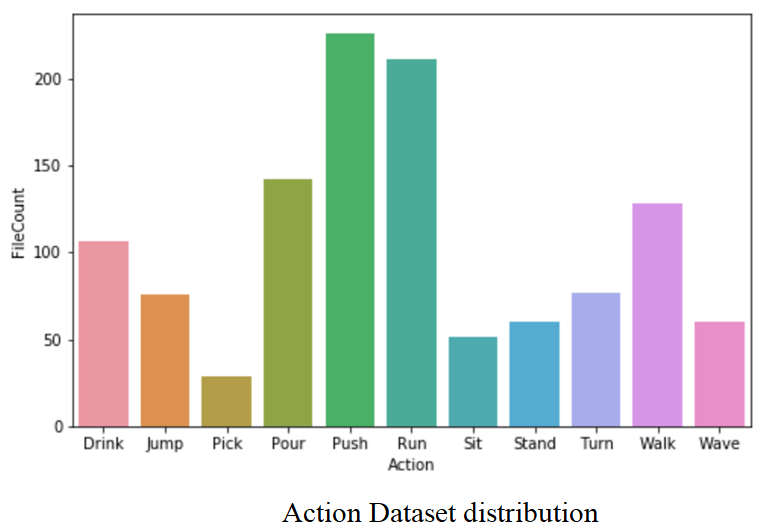 200
150
100
50
0
FileCount
Drink Jump Pick Pour Push Run Sit Stand Turn Walk Wave
Action
Action Dataset distribution